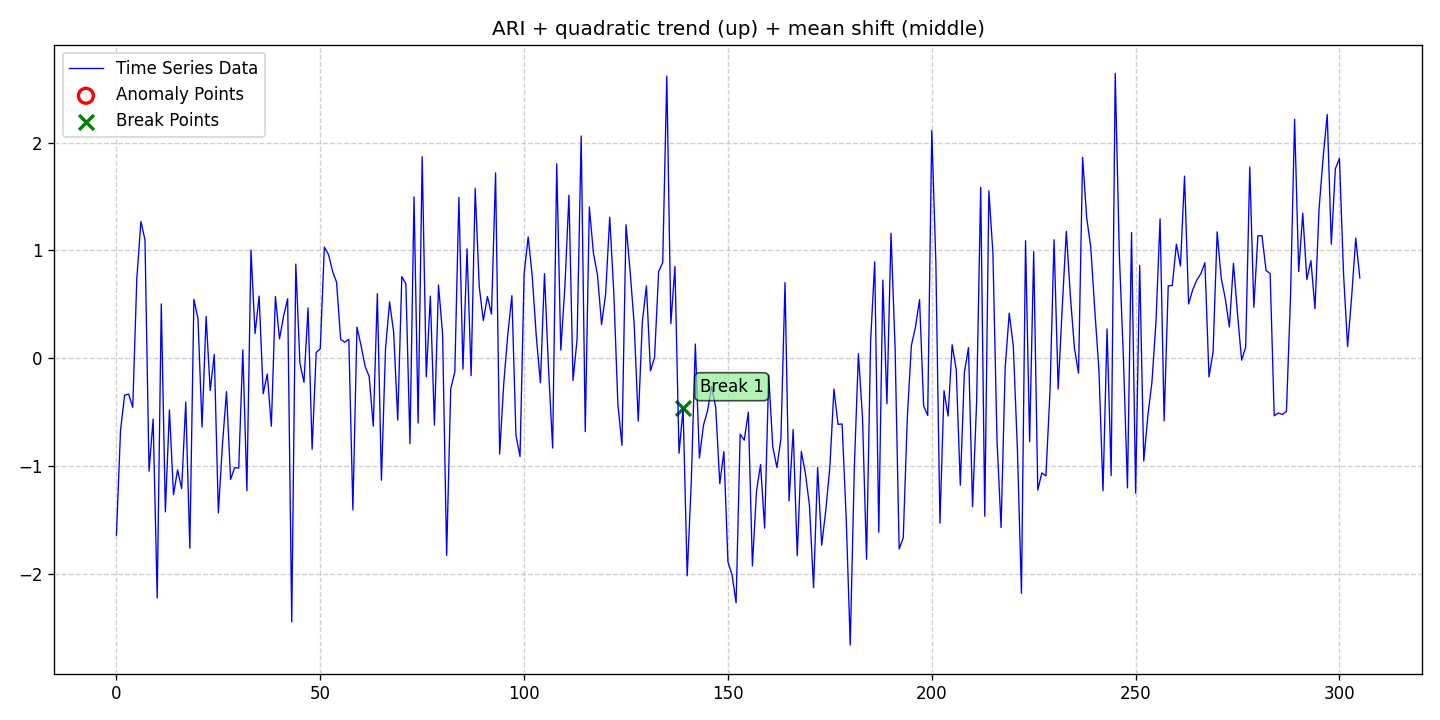 ARI + quadratic trend (up) + mean shift (middle)
Time Series Data
Anomaly Points
Break Points
Break 1
2
1
0
−1
−2
0 50 100 150 200 250 300